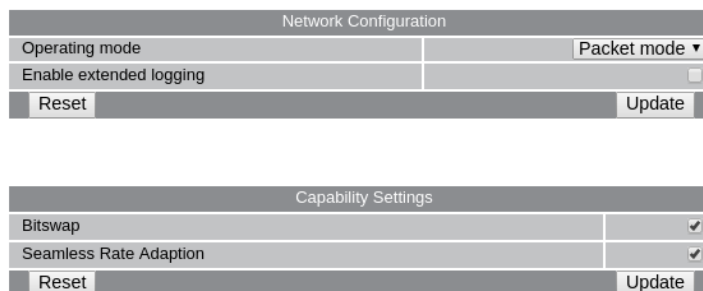 Network Configuration
Operating mode Packet mode
Enable extended logging
Reset Update
Capability Settings
Bitswap
Seamless Rate Adaption
Reset Update